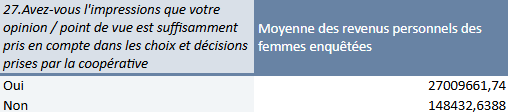 27.Avez-vous l'impressions que votre
opinion / point de vue est suffisamment
pris en compte dans les choix et décisions
prises par la coopérative
Moyenne des revenus personnels des
femmes enquêtées
Oui 27009661,74
Non 148432,6388